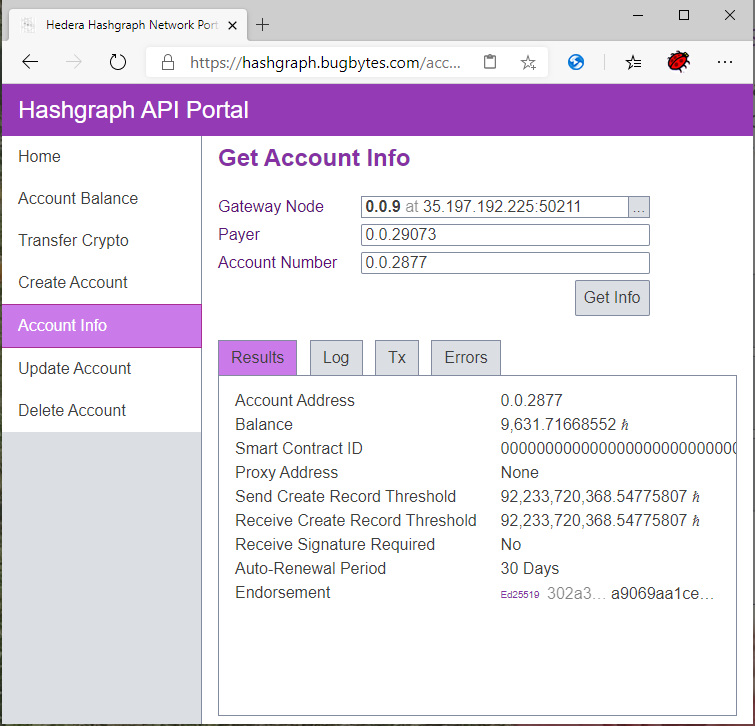 Hedera Hashgraph Network Port
https://hashgraph.bugbytes.com/acc...
Hashgraph API Portal
Home
Account Balance
Transfer Crypto
Create Account
Account Info
Update Account
Delete Account
Get Account Info
Gateway Node 0.0.9 at 35.197.192.225:50211 ...
Payer 0.0.29073
Account Number 0.0.2877
Get Info
Results Log Tx Errors
Account Address 0.0.2877
Balance 9,631.71668552 ℏ
Smart Contract ID 00000000000000000000000000
Proxy Address None
Send Create Record Threshold 92,233,720,368.54775807 ℏ
Receive Create Record Threshold 92,233,720,368.54775807 ℏ
Receive Signature Required No
Auto-Renewal Period 30 Days
Endorsement Ed25519 302a3... a9069aa1ce...